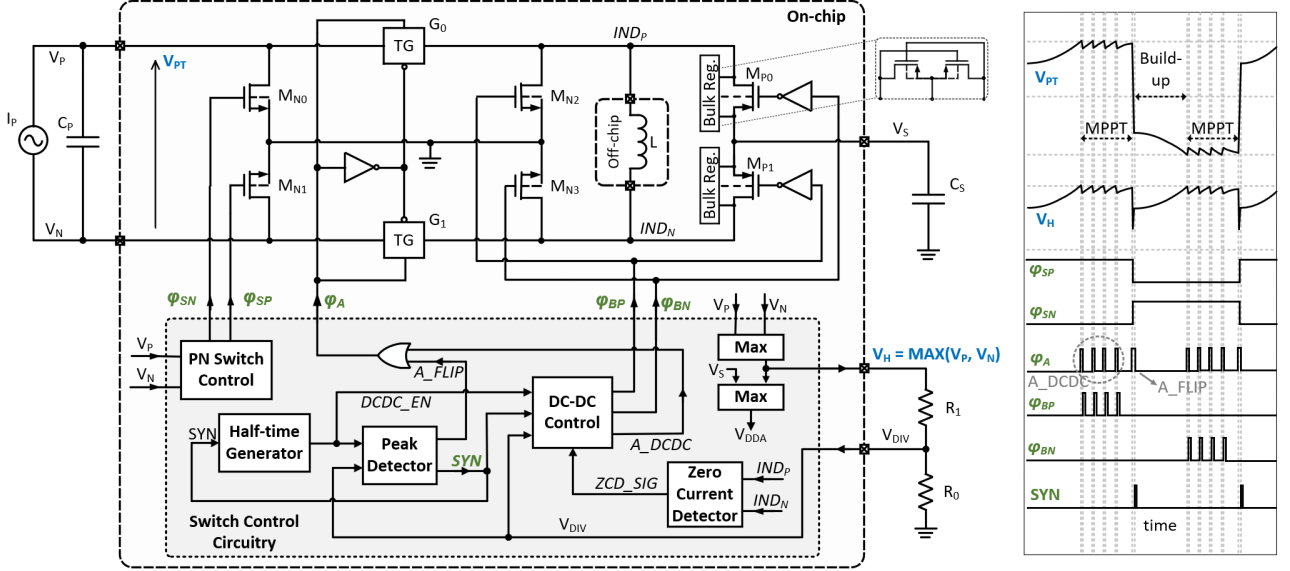 On-chip
G0
INDP
TG
VP
VPT
MN0
MN2
Bulk Reg.
MP0
IP
CP
Off-chip
L
VS
MN1
MN3
Bulk Reg.
MP1
CS
VN
G1
TG
INDN
φSN
φSP
φA
φBP
φBN
VP
VN
PN Switch
Control
A_FLIP
DCDC_EN
SYN
Half-time
Generator
Peak
Detector
SYN
DC-DC
Control
A_DCDC
VP
VN
Max
VS
Max
VDDA
VH = MAX(VP, VN)
R1
VDIV
R0
ZCD_SIG
Zero
Current
Detector
INDP
INDN
VDIV
Switch Control
Circuitry
VPT
Build-
up
MPPT
MPPT
VH
φSP
φSN
φA
A_DCDC
A_FLIP
φBP
φBN
SYN
time